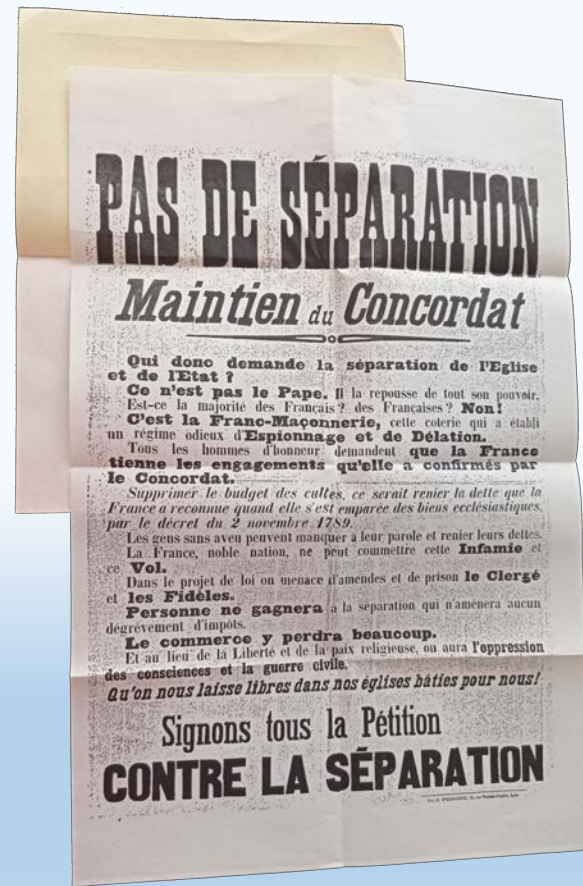 PAS DE SÉPARATION
Maintien du Concordat
Qui donc demande la séparation de l'Eglise
et de l'Etat ?
Ce n'est pas le Pape. Il la repousse de tout son pouvoir.
Est-ce la majorité des Français ? des Françaises ? Non!
C'est la Franc-Maçonnerie, cette coterie qui a établi
un régime odieux d'Espionnage et de Délation.
Tous les hommes d'honneur demandent que la France
tienne les engagements qu'elle a confirmés par
le Concordat.
Supprimer le budget des cultes, ce serait renier la dette que la
France a reconnue quand elle s'est emparée des biens ecclésiastiques,
par le décret du 2 novembre 1789.
Les gens sans aveu peuvent manquer à leur parole et renier leurs dettes.
La France, noble nation, ne peut commettre cette Infamie et
ce Vol.
Dans le projet de loi on menace d'amendes et de prison le Clergé
et les Fidèles.
Personne ne gagnera à la séparation qui n'amènera aucun
dégrèvement d'impôts.
Le commerce y perdra beaucoup.
Et au lieu de la Liberté et de la paix religieuse, on aura l'oppression
des consciences et la guerre civile.
Qu'on nous laisse libres dans nos églises bâties pour nous!
Signons tous la Pétition
CONTRE LA SÉPARATION